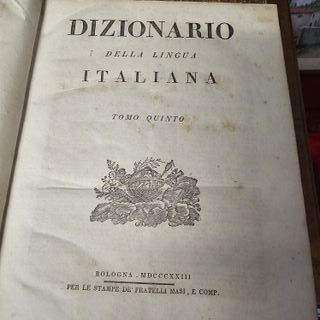 DIZIONARIO
DELLA LINGUA
ITALIANA
TOMO QUINTO
BOLOGNA MDCCCXXIII
PER LE STAMPE DE' FRATELLI MASI, E COMP.